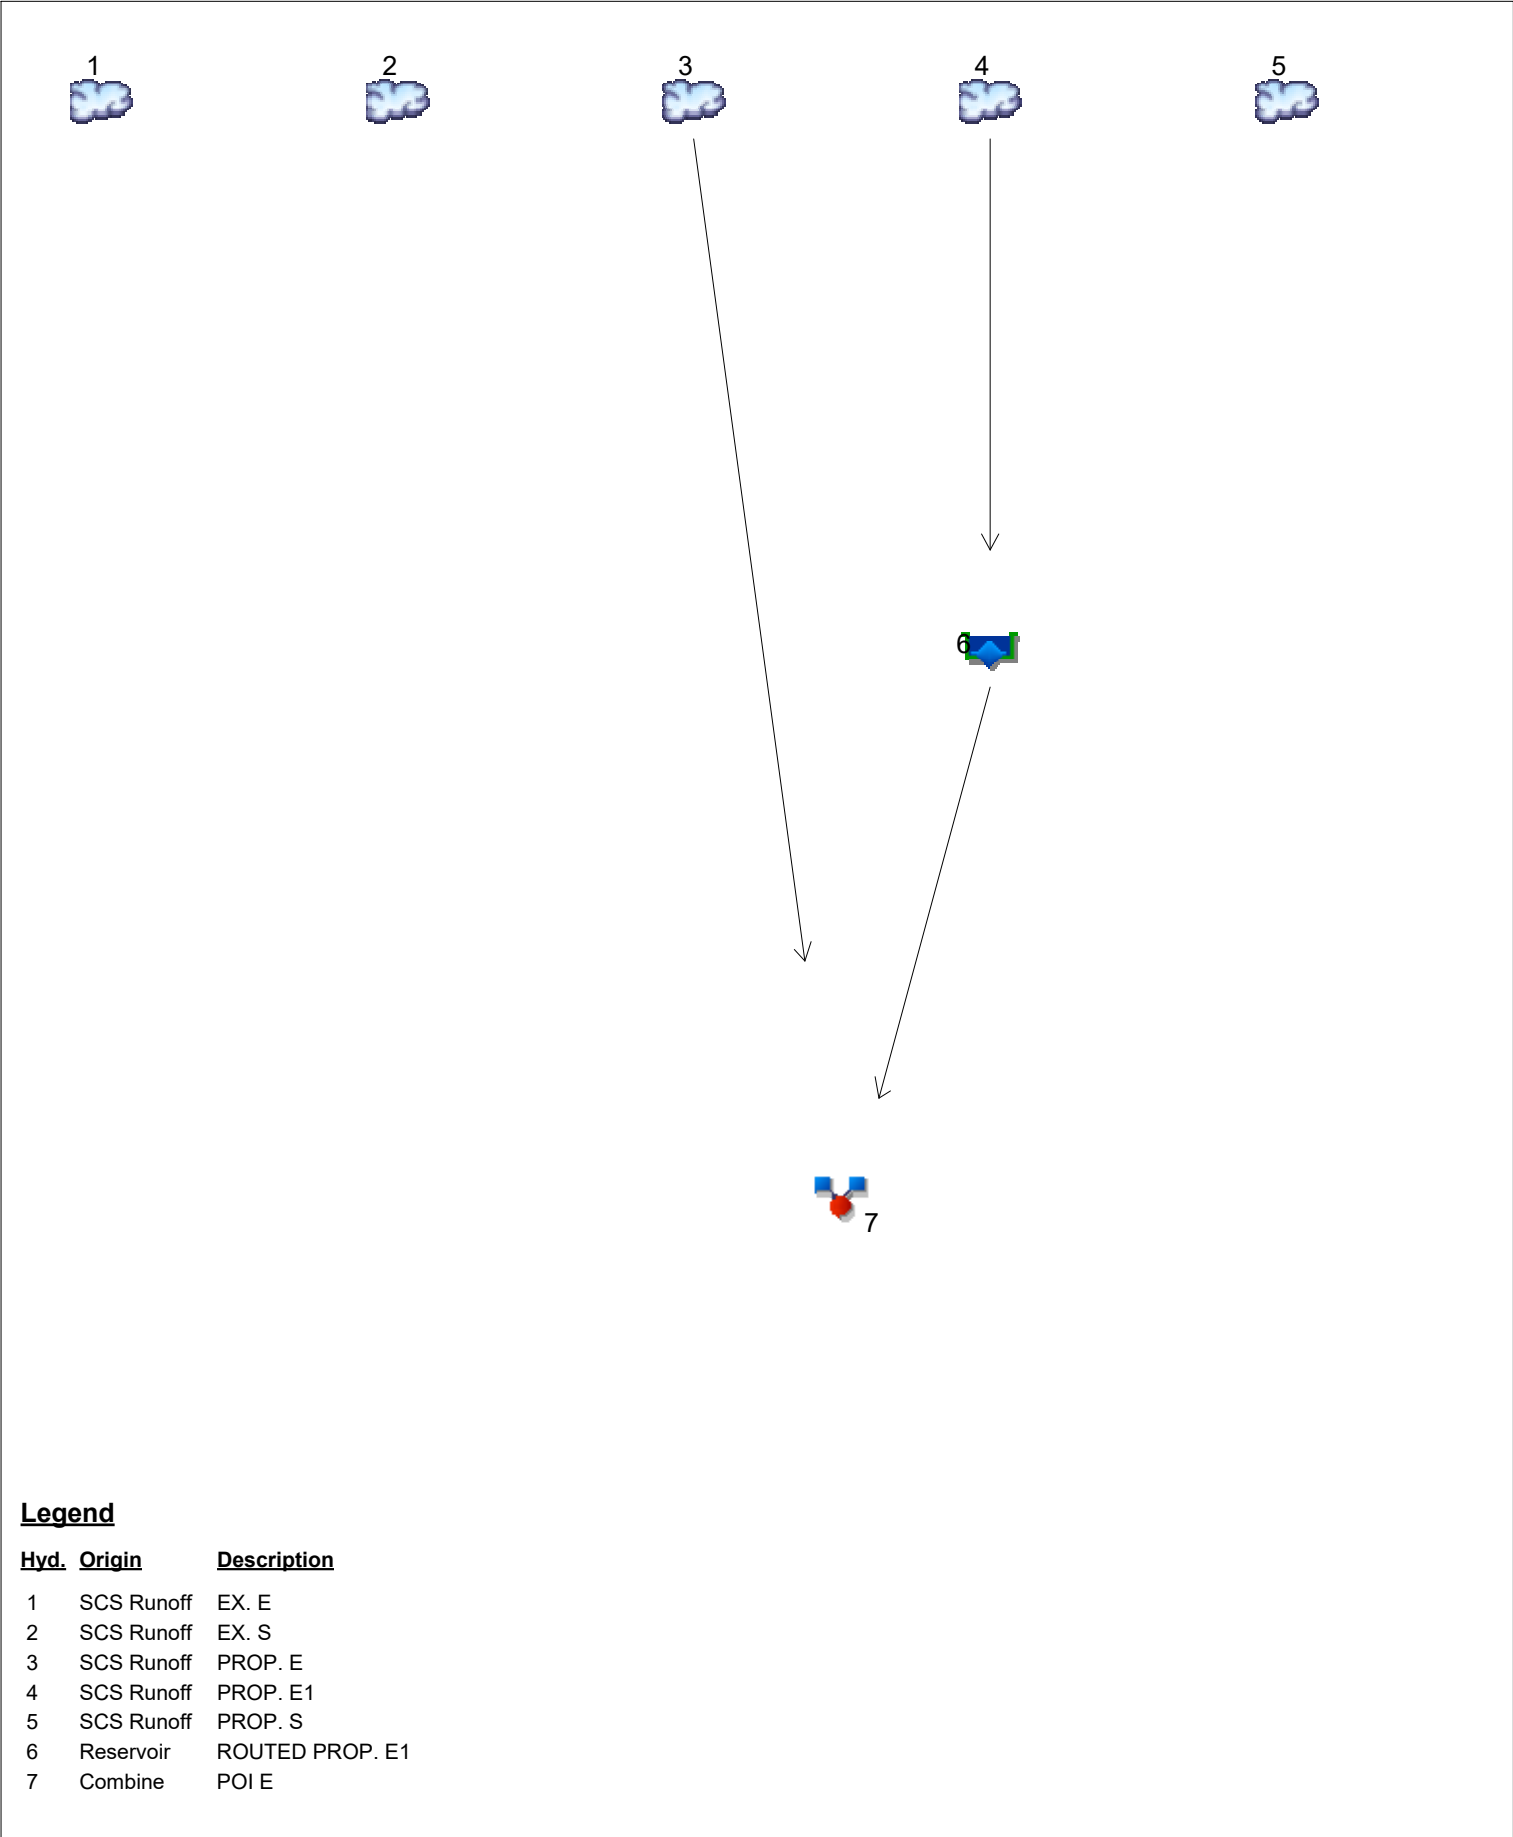 1 2 3 4 5
6
7
Legend
Hyd. Origin Description
1 SCS Runoff EX. E
2 SCS Runoff EX. S
3 SCS Runoff PROP. E
4 SCS Runoff PROP. E1
5 SCS Runoff PROP. S
6 Reservoir ROUTED PROP. E1
7 Combine POI E